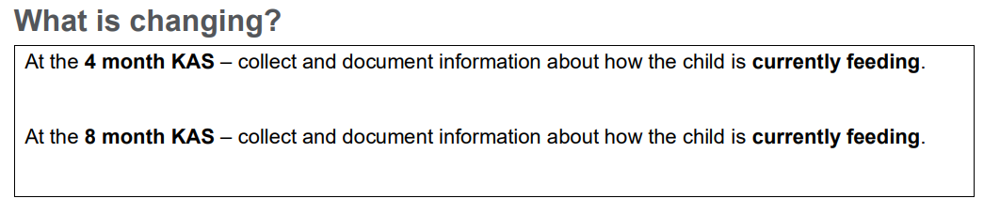 What is changing?
At the 4 month KAS – collect and document information about how the child is currently feeding.
At the 8 month KAS – collect and document information about how the child is currently feeding.